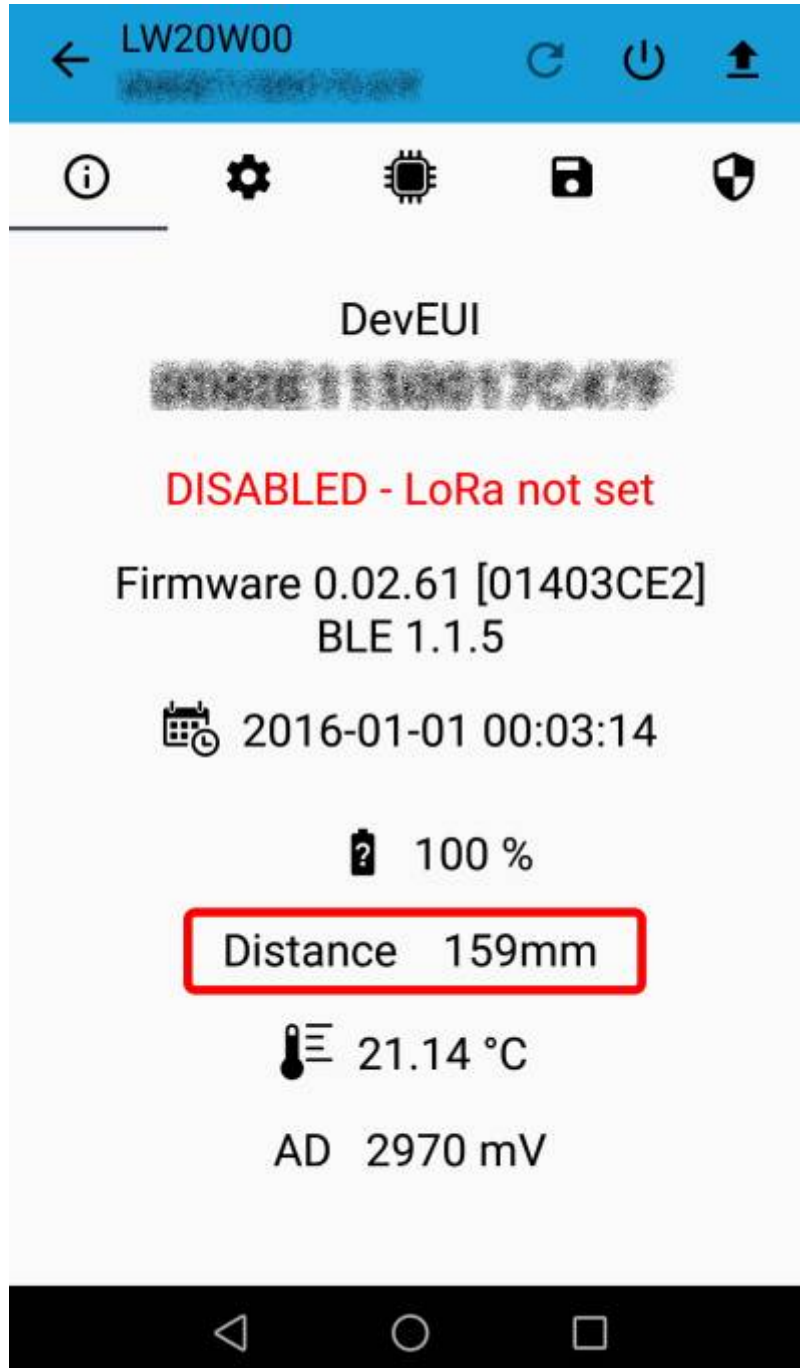 LW20W00
DevEUI
DISABLED - LoRa not set
Firmware 0.02.61 [01403CE2]
BLE 1.1.5
2016-01-01 00:03:14
100 %
Distance 159mm
21.14 °C
AD 2970 mV